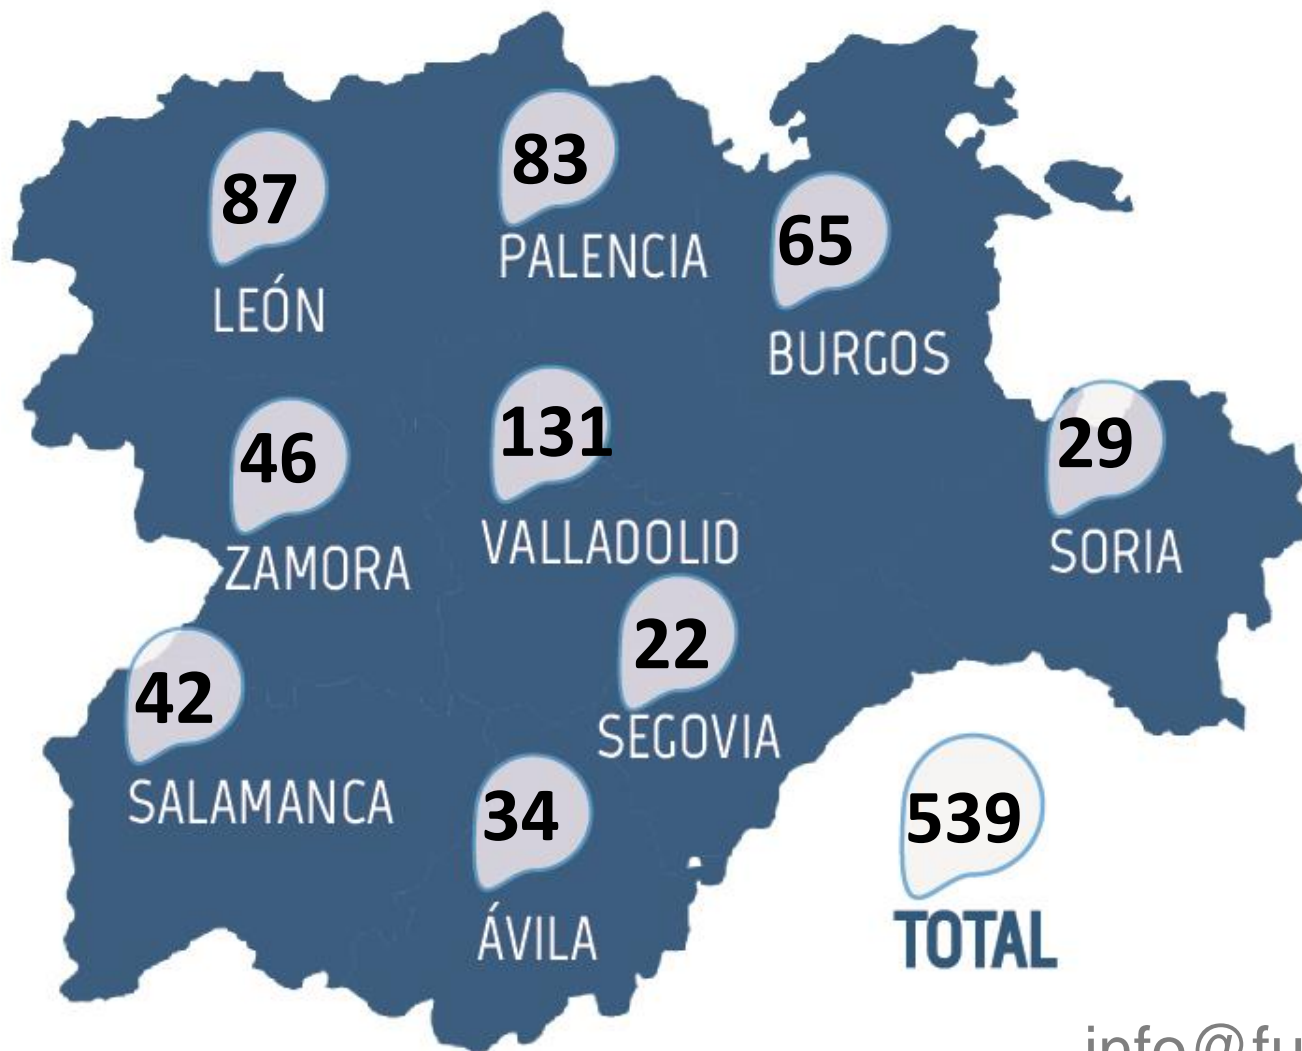 87
LEÓN
83
PALENCIA
65
BURGOS
46
ZAMORA
131
VALLADOLID
29
SORIA
42
SALAMANCA
22
SEGOVIA
34
ÁVILA
539
TOTAL